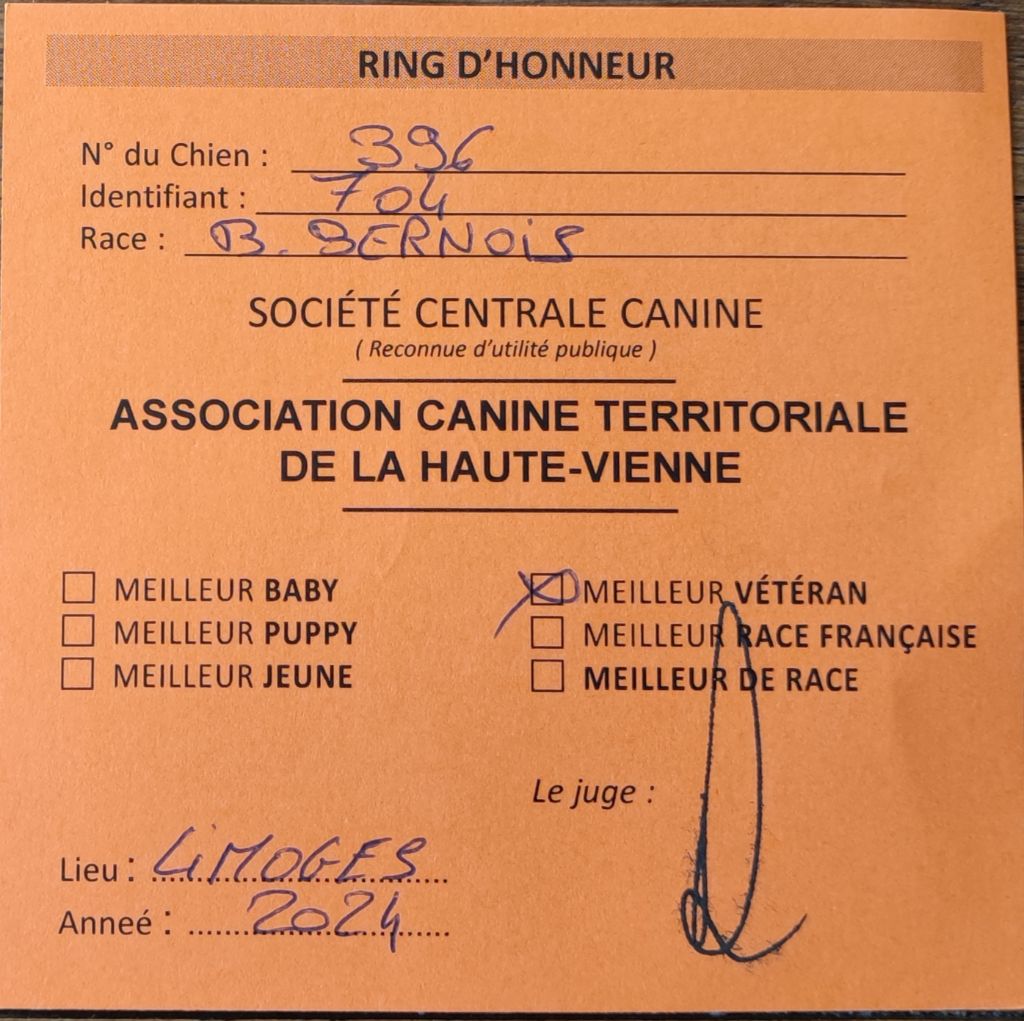 RING D'HONNEUR
N° du Chien : 396
Identifiant : 704
Race : B. BERNOIS
SOCIÉTÉ CENTRALE CANINE
( Reconnue d'utilité publique )
ASSOCIATION CANINE TERRITORIALE
DE LA HAUTE-VIENNE
MEILLEUR BABY
MEILLEUR PUPPY
MEILLEUR JEUNE
MEILLEUR VÉTÉRAN
MEILLEUR RACE FRANÇAISE
MEILLEUR DE RACE
Le juge :
Lieu : LIMOGES
Anneé : 2024